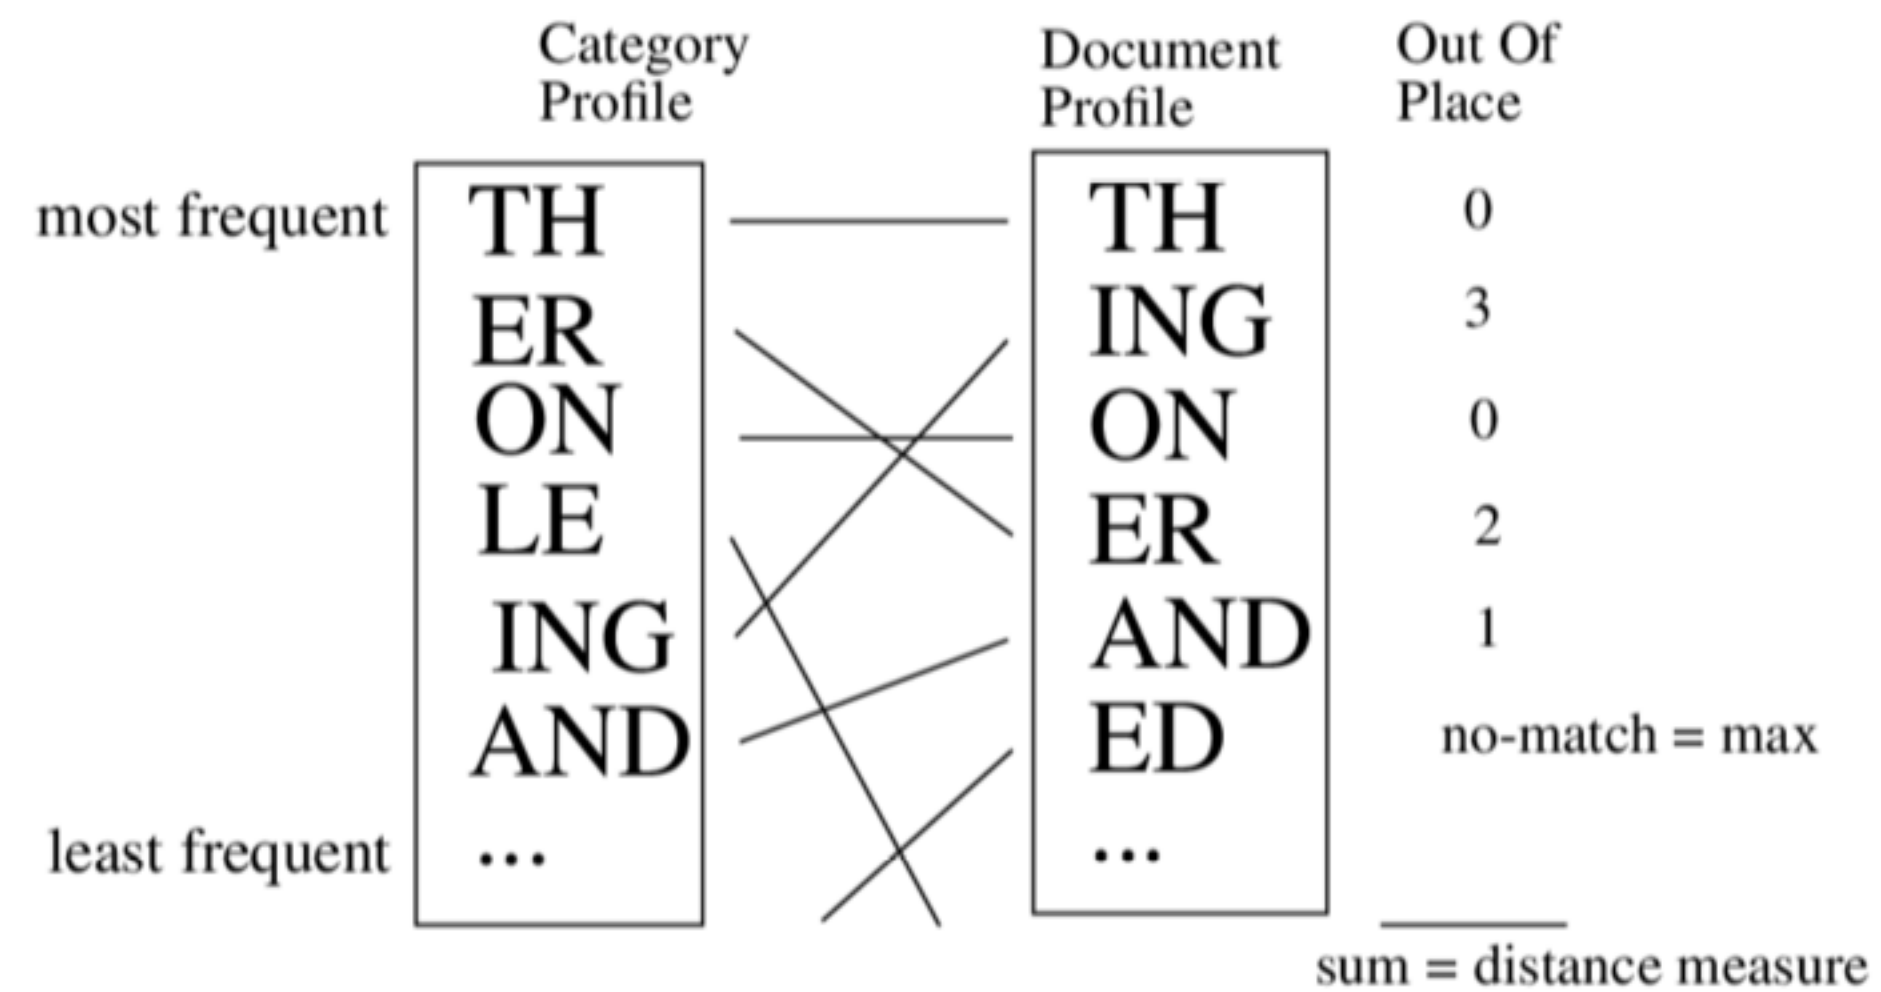 Category
Profile
Document
Profile
Out Of
Place
most frequent
TH
TH
0
ER
ING
3
ON
ON
0
LE
ER
2
ING
AND
1
AND
ED
no-match = max
least frequent
...
...
sum = distance measure